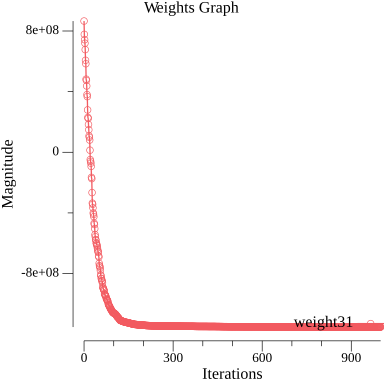 Weights Graph
8e+08
0
-8e+08
Magnitude
weight31
0
300
600
900
Iterations